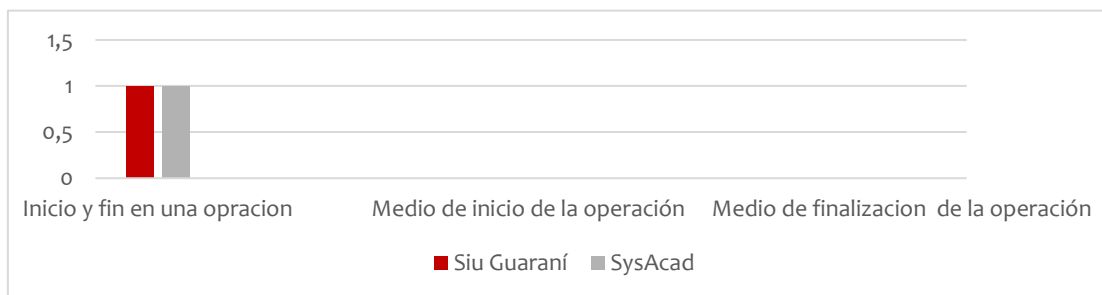 1,5
1
0,5
0
Inicio y fin en una opracion Medio de inicio de la operación Medio de finalizacion de la operación
Siu Guaraní SysAcad